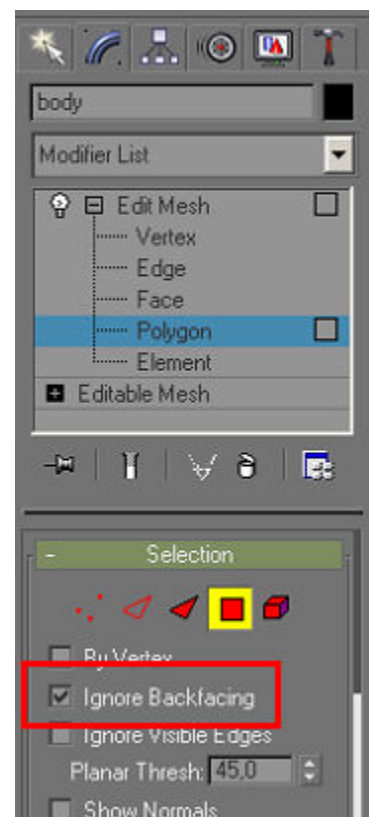 body
Modifier List
Edit Mesh
Vertex
Edge
Face
Polygon
Element
Editable Mesh
- Selection
By Vertex
Ignore Backfacing
Ignore Visible Edges
Planar Thresh: 45,0
Show Normals